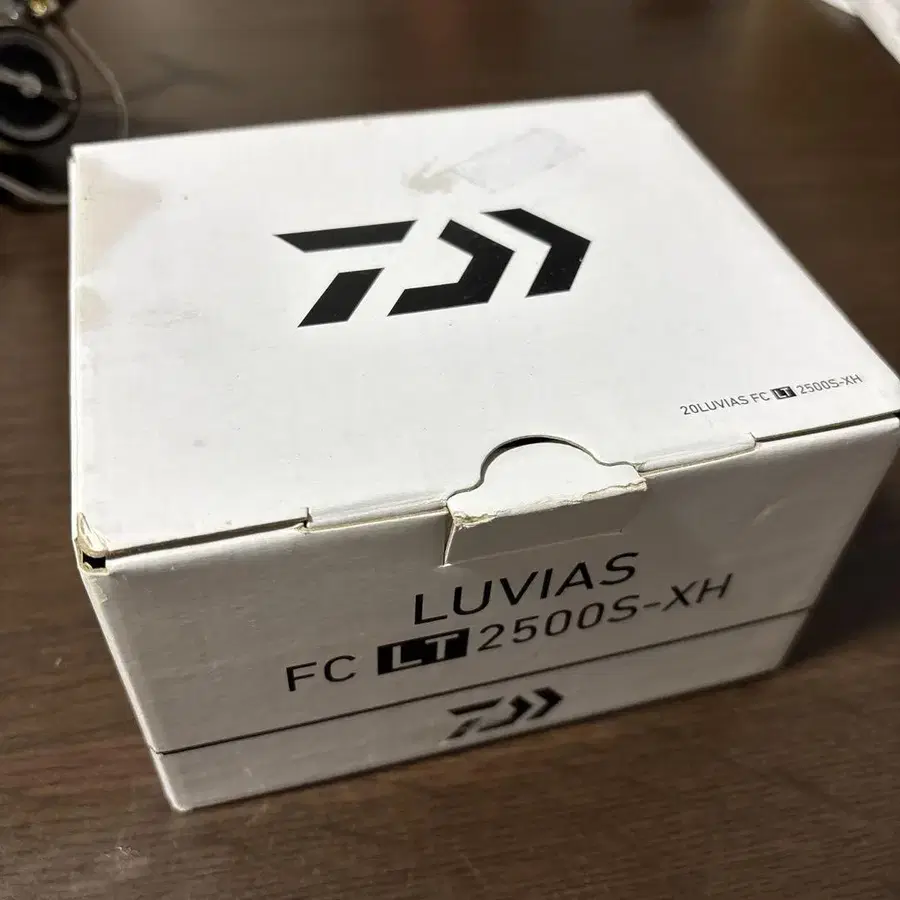 20LUVIAS FC LT 2500S-XH
LUVIAS
FC LT 2500S-XH